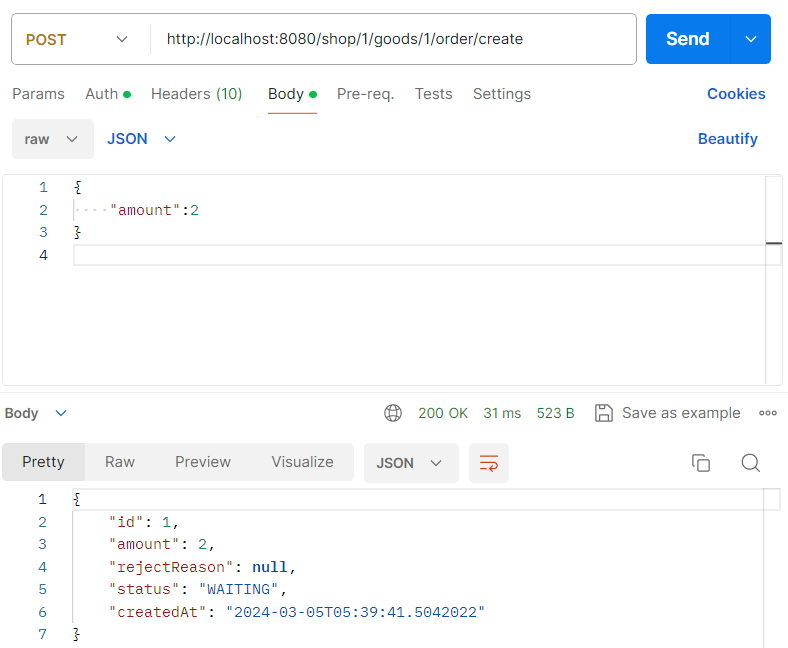 POST http://localhost:8080/shop/1/goods/1/order/create Send
Params Auth Headers (10) Body Pre-req. Tests Settings Cookies
raw JSON Beautify
1 {
2 ····"amount":2
3 }
4
Body 200 OK 31 ms 523 B Save as example
Pretty Raw Preview Visualize JSON
1 {
2 "id": 1,
3 "amount": 2,
4 "rejectReason": null,
5 "status": "WAITING",
6 "createdAt": "2024-03-05T05:39:41.5042022"
7 }